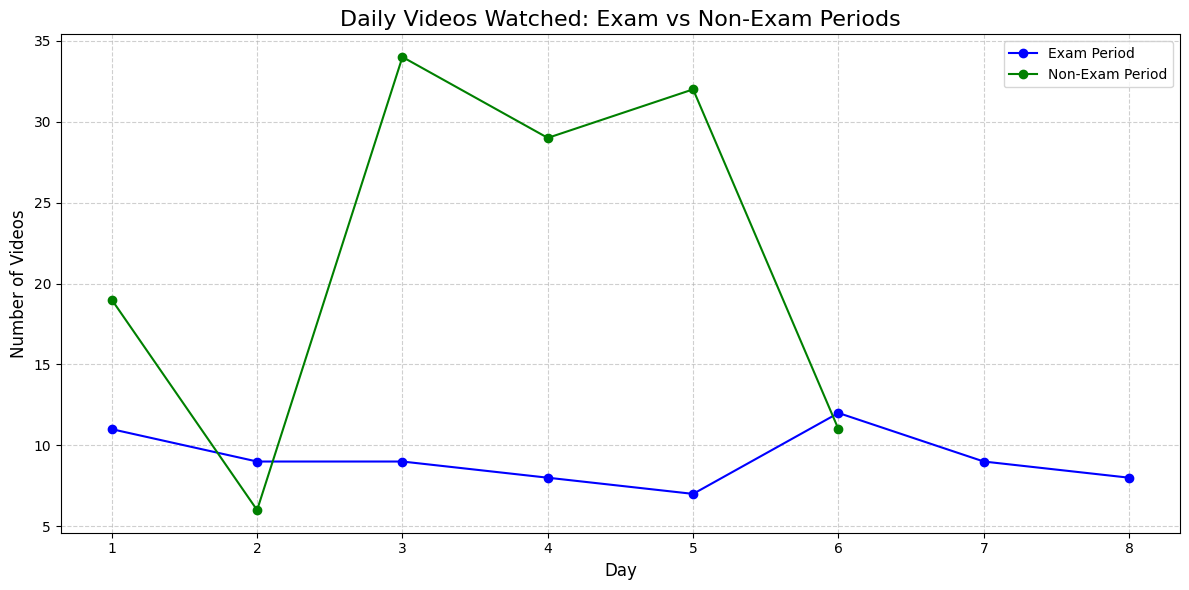 Daily Videos Watched: Exam vs Non-Exam Periods
Number of Videos
35
30
25
20
15
10
5
Exam Period
Non-Exam Period
1 2 3 4 5 6 7 8
Day